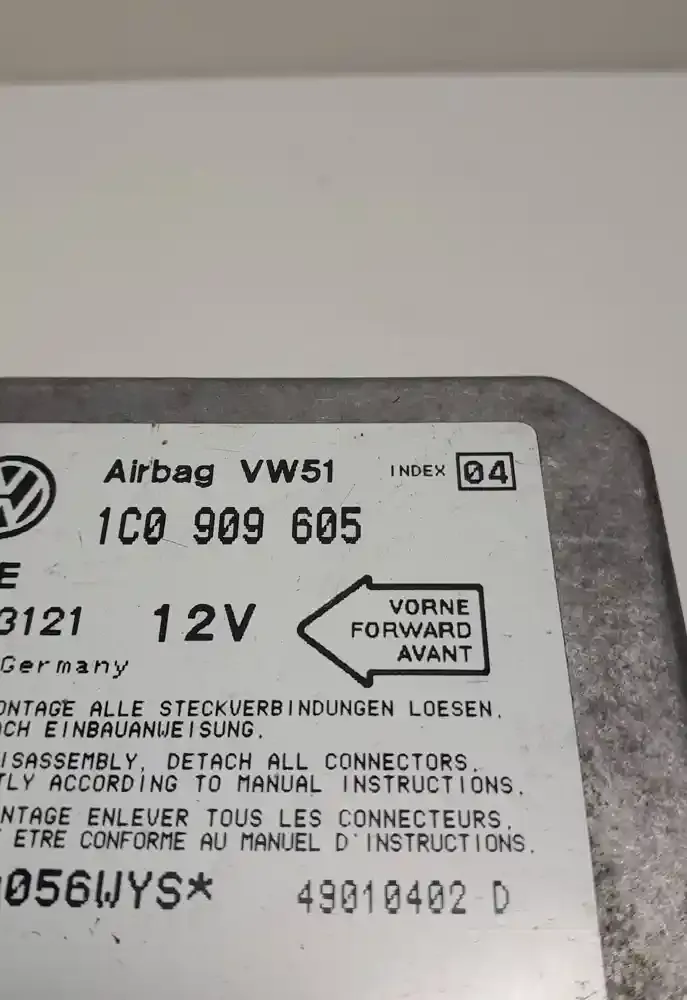 Airbag VW51 INDEX 04
1C0 909 605
E
3121 12V
VORNE
FORWARD
AVANT
Germany
ONTAGE ALLE STECKVERBINDUNGEN LOESEN.
ACH EINBAUANWEISUNG.
ISASSEMBLY, DETACH ALL CONNECTORS.
TLY ACCORDING TO MANUAL INSTRUCTIONS.
NTAGE ENLEVER TOUS LES CONNECTEURS.
ETRE CONFORME AU MANUEL D'INSTRUCTIONS.
056WYS* 49010402 D